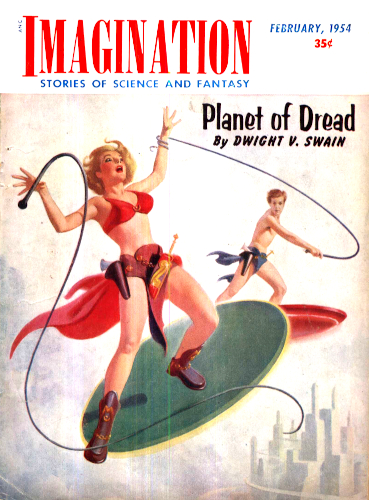 IMAGINATION
STORIES OF SCIENCE AND FANTASY
FEBRUARY, 1954
35¢
Planet of Dread
By DWIGHT V. SWAIN